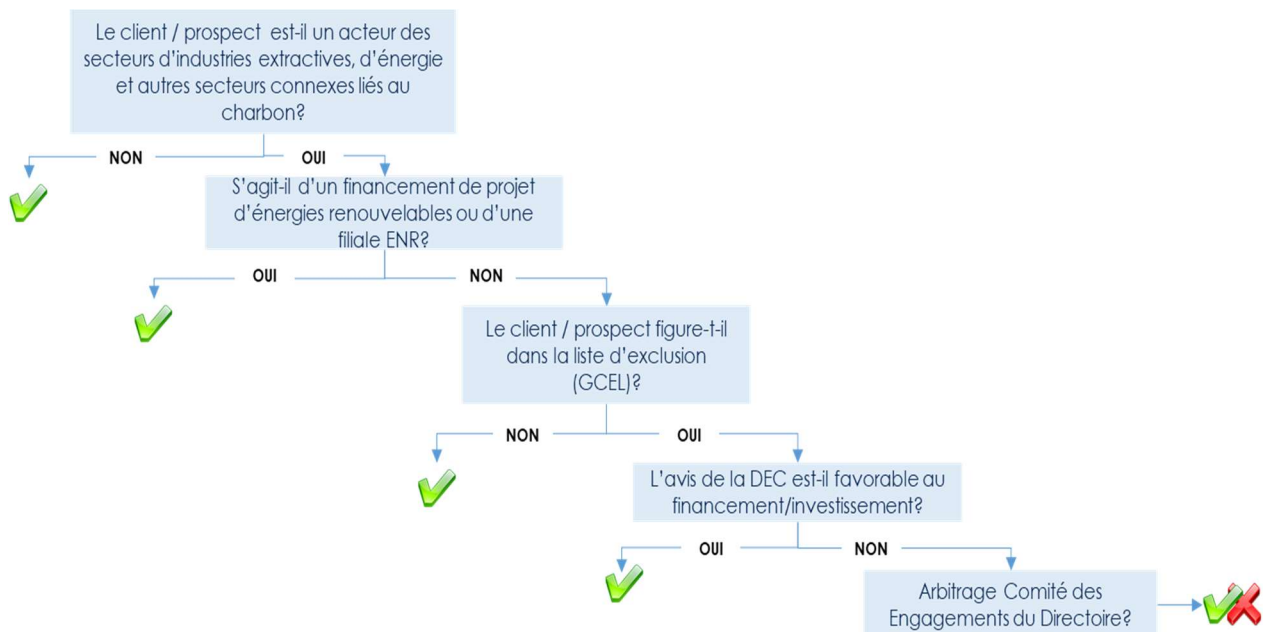 Le client / prospect est-il un acteur des
secteurs d'industries extractives, d'énergie
et autres secteurs connexes liés au
charbon?
NON
OUI
S'agit-il d'un financement de projet
d'énergies renouvelables ou d'une
filiale ENR?
OUI
NON
Le client / prospect figure-t-il
dans la liste d'exclusion
(GCEL)?
NON
OUI
L'avis de la DEC est-il favorable au
financement/investissement?
OUI
NON
Arbitrage Comité des
Engagements du Directoire?